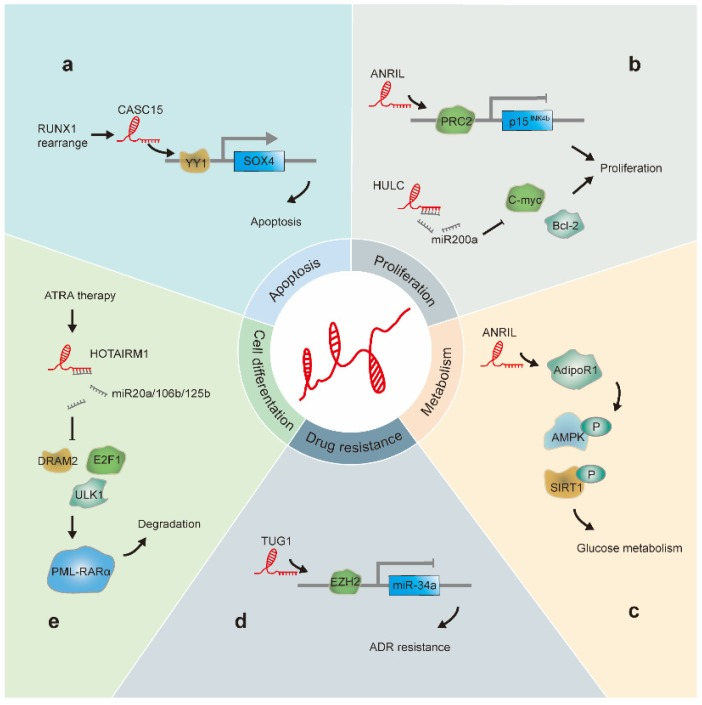 a
CASC15
RUNX1
rearrange
YY1
SOX4
Apoptosis
b
ANRIL
PRC2
p15INK4b
Proliferation
HULC
C-myc
Bcl-2
miR200a
Apoptosis
Proliferation
Metabolism
Drug resistance
Cell differentiation
ANRIL
AdipoR1
AMPK
P
SIRT1
P
Glucose metabolism
c
TUG1
EZH2
miR-34a
d
ADR resistance
ATRA therapy
HOTAIRM1
miR20a/106b/125b
DRAM2
E2F1
ULK1
Degradation
PML-RARα
e